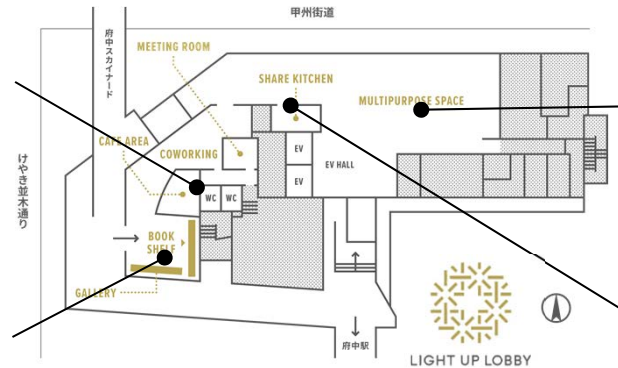 甲州街道
府中スカイナード
MEETING ROOM
SHARE KITCHEN
MULTIPURPOSE SPACE
CAFE AREA
COWORKING
EV
EV HALL
EV
けやき並木通り
WC
WC
BOOK
SHELF
GALLERY
府中駅
LIGHT UP LOBBY